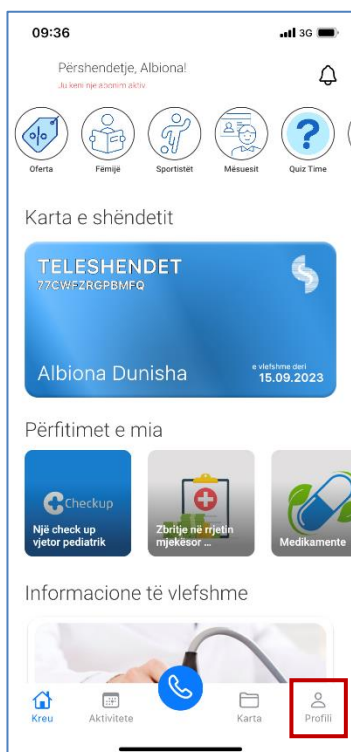 09:36
3G
Përshendetje, Albiona!
Ju keni nje abonim aktiv.
%
?
Oferta
Fëmijë
Sportistët
Mësuesit
Quiz Time
Karta e shëndetit
TELESHENDET
77CWFZRGPBMFQ
Albiona Dunisha
e vlefshme deri
15.09.2023
Përfitimet e mia
Checkup
Një check up
vjetor pediatrik
Zbritje në rrjetin
mjekësor ...
Medikamente
Informacione të vlefshme
Kreu
Aktivitete
Karta
Profili